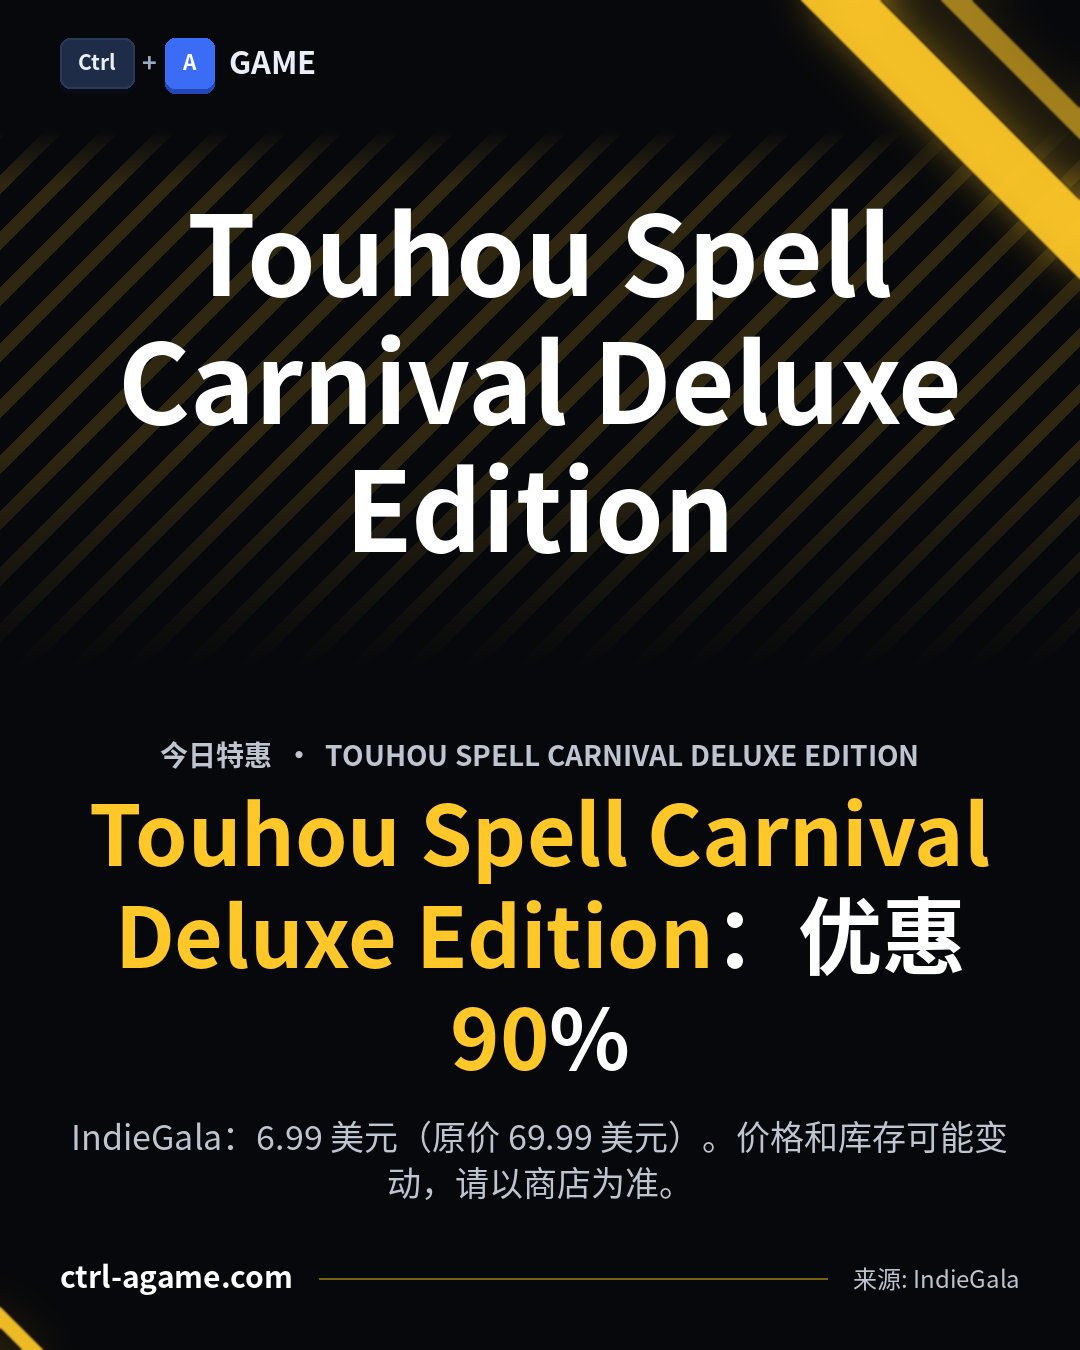 Ctrl + A GAME
Touhou Spell
Carnival Deluxe
Edition
今日特惠 · TOUHOU SPELL CARNIVAL DELUXE EDITION
Touhou Spell Carnival
Deluxe Edition：优惠
90%
IndieGala：6.99 美元（原价 69.99 美元）。价格和库存可能变
动，请以商店为准。
ctrl-agame.com
来源: IndieGala